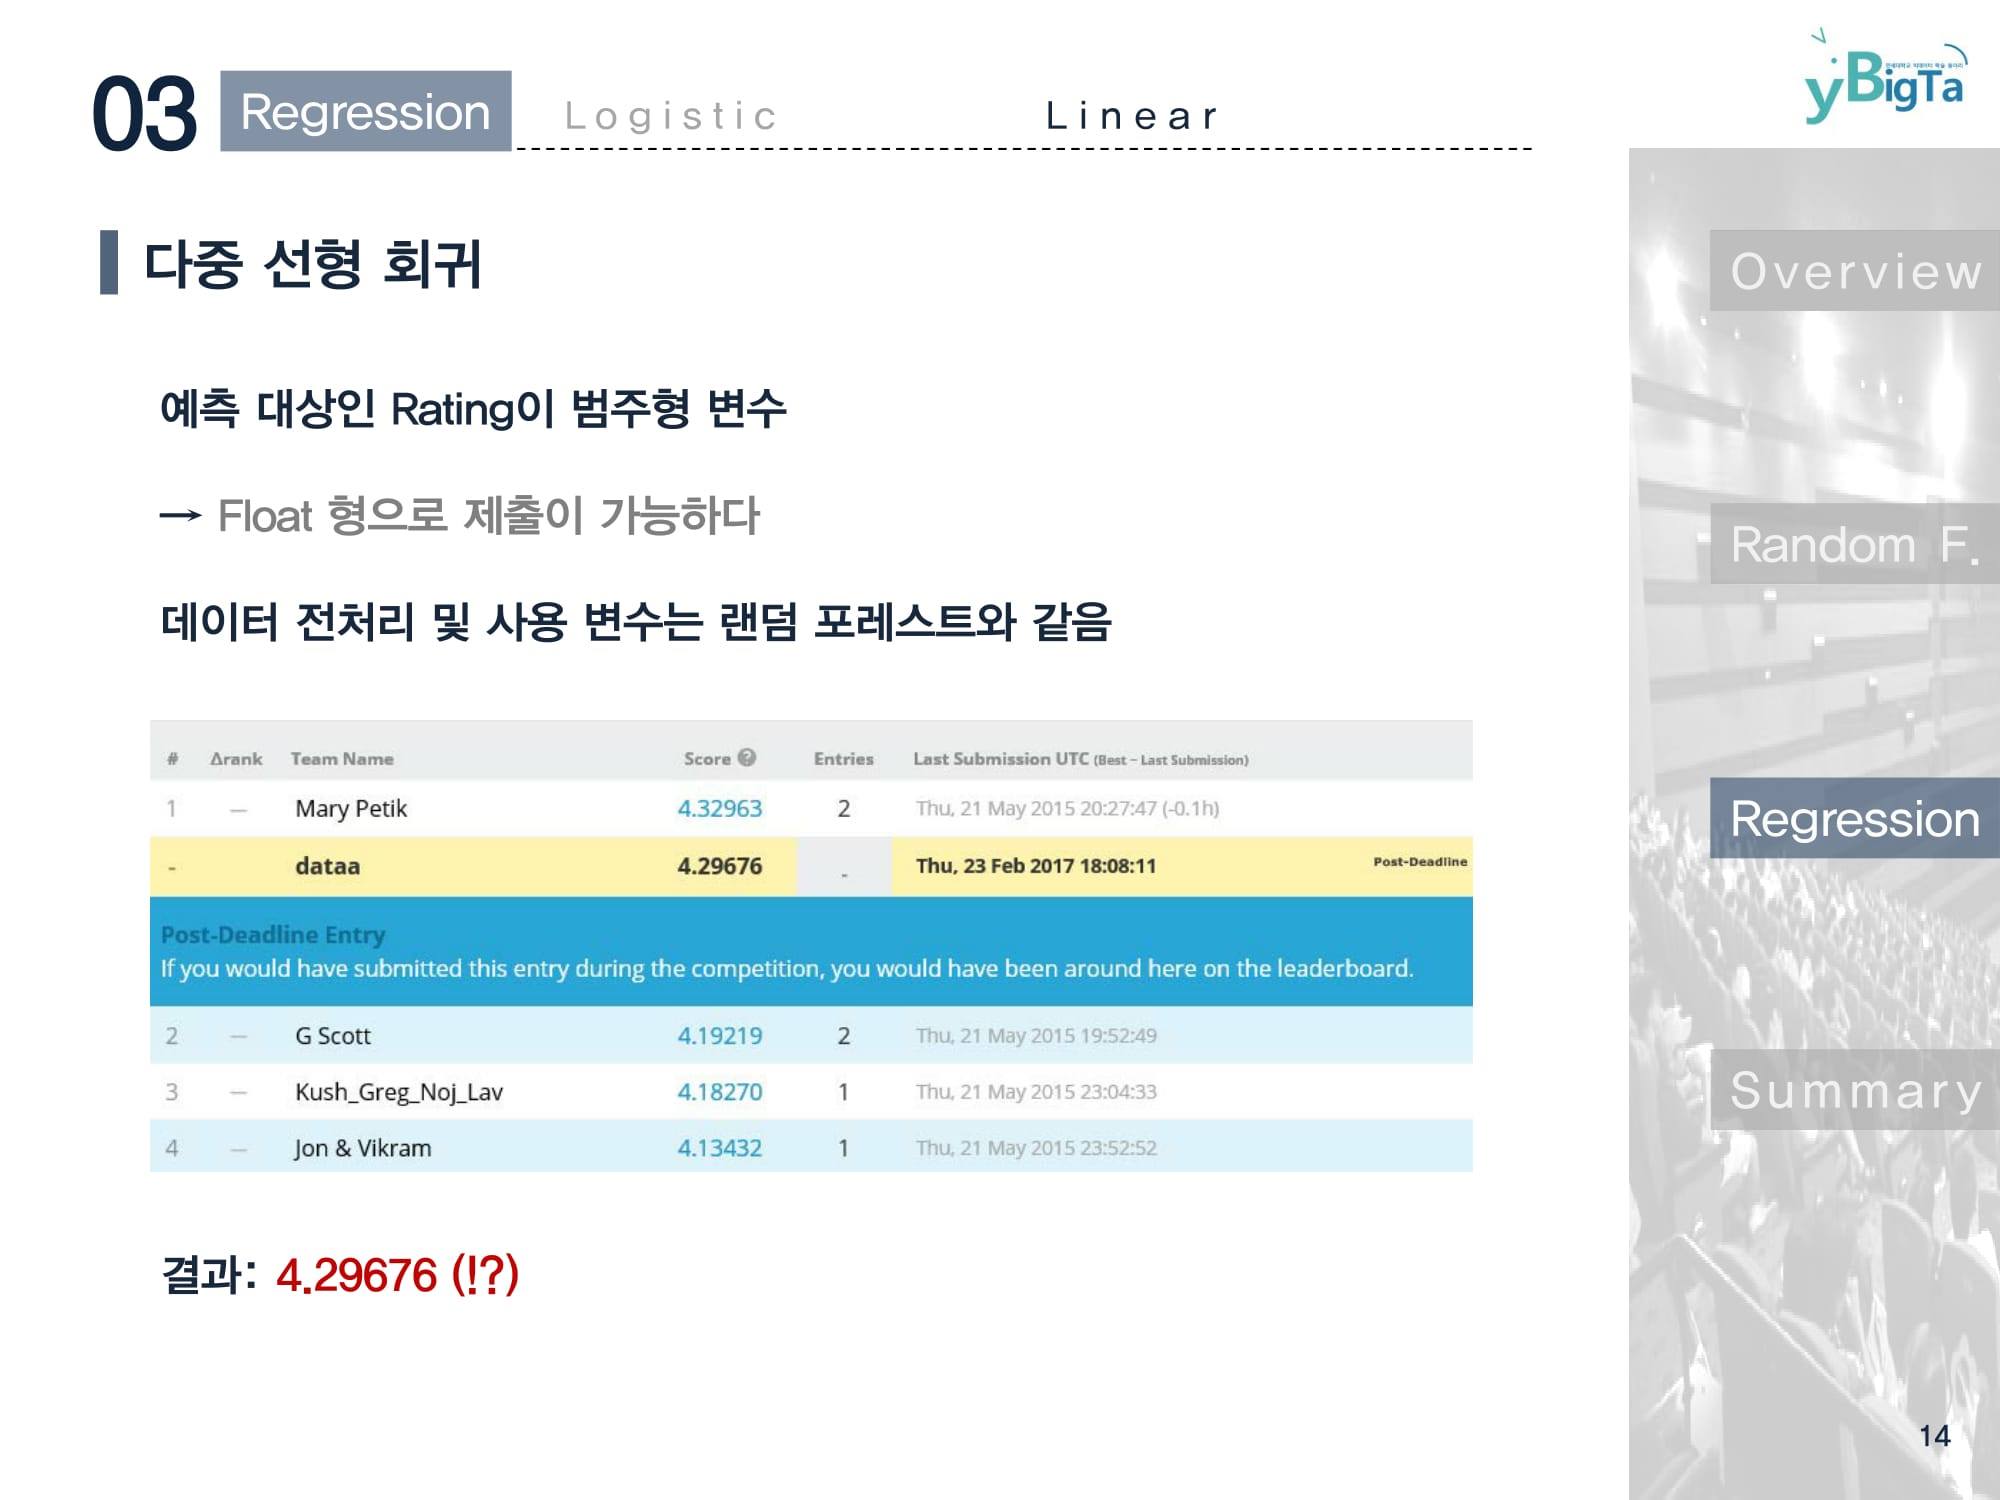 03 Regression Logistic Linear
yBigTa
다중 선형 회귀
예측 대상인 Rating이 범주형 변수
→ Float 형으로 제출이 가능하다
데이터 전처리 및 사용 변수는 랜덤 포레스트와 같음
# Δrank Team Name Score Entries Last Submission UTC (Best − Last Submission)
1 — Mary Petik 4.32963 2 Thu, 21 May 2015 20:27:47 (-0.1h)
- dataa 4.29676 - Thu, 23 Feb 2017 18:08:11 Post-Deadline
Post-Deadline Entry
If you would have submitted this entry during the competition, you would have been around here on the leaderboard.
2 — G Scott 4.19219 2 Thu, 21 May 2015 19:52:49
3 — Kush_Greg_Noj_Lav 4.18270 1 Thu, 21 May 2015 23:04:33
4 — Jon & Vikram 4.13432 1 Thu, 21 May 2015 23:52:52
결과: 4.29676 (!?)
Overview
Random F.
Regression
Summary
14